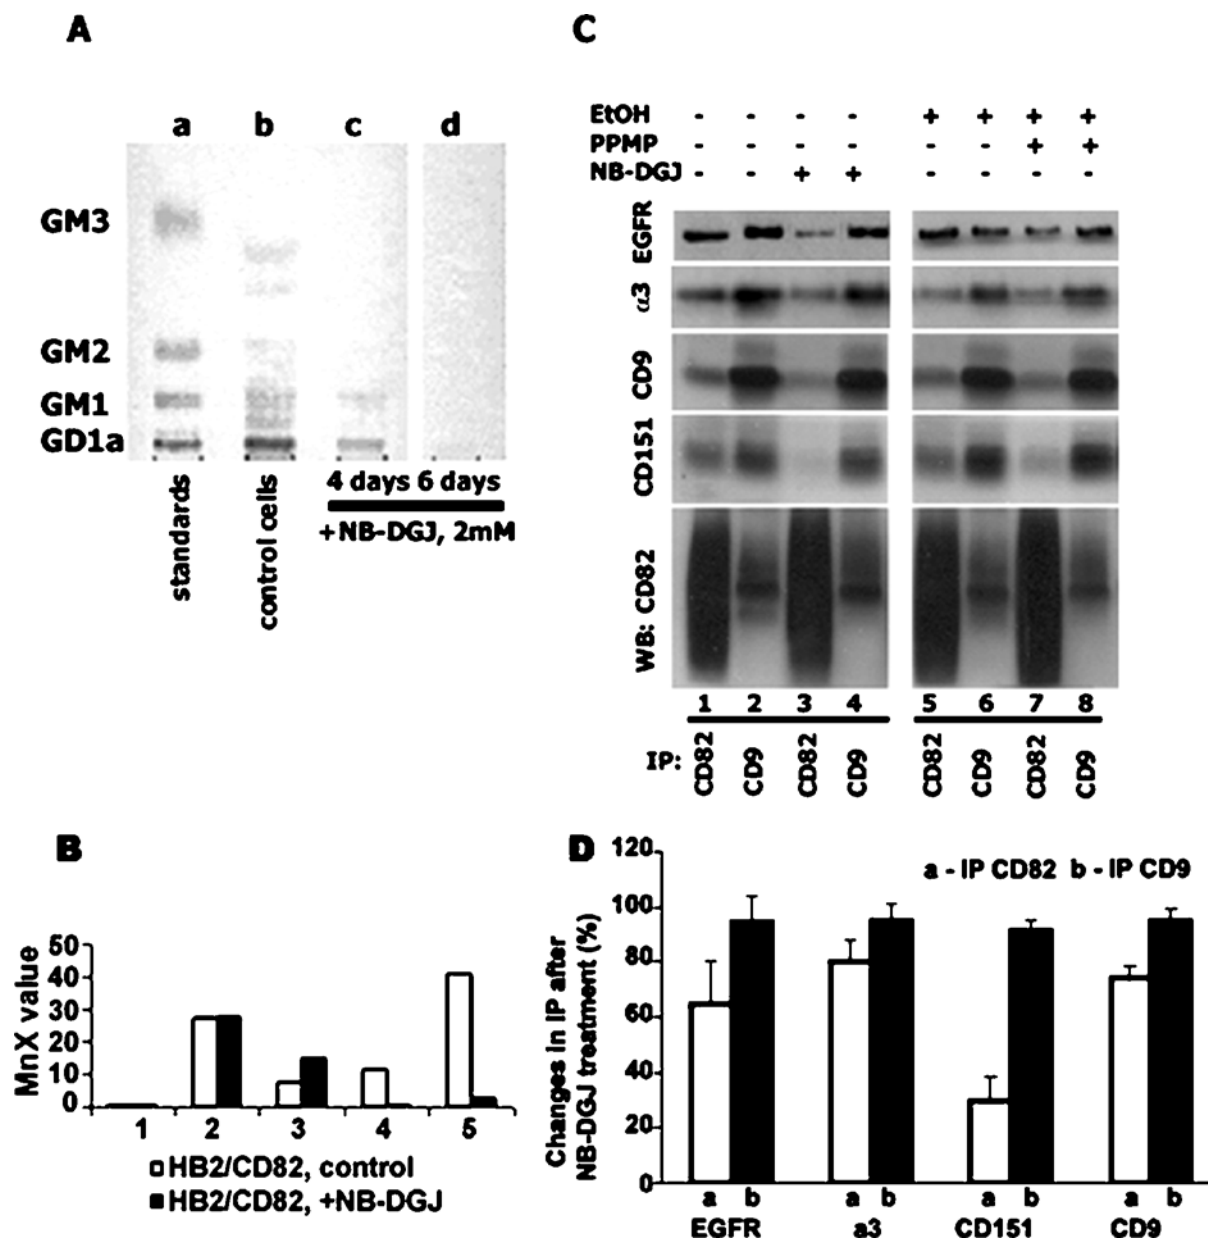 A
a b c d
GM3
GM2
GM1
GD1a
standards
control cells
4 days 6 days
+NB-DGJ, 2mM
C
EtOH - - - - + + + +
PPMP - - - - - - + +
NB-DGJ - - + + - - - -
EGFR
α3
CD9
CD151
WB: CD82
1 2 3 4 5 6 7 8
IP: CD82 CD9 CD82 CD9 CD82 CD9 CD82 CD9
B
MnX value
50
40
30
20
10
0
1 2 3 4 5
HB2/CD82, control
HB2/CD82, +NB-DGJ
D
Changes in IP after
NB-DGJ treatment (%)
120
100
80
60
40
20
0
a - IP CD82 b - IP CD9
a b a b a b a b
EGFR a3 CD151 CD9